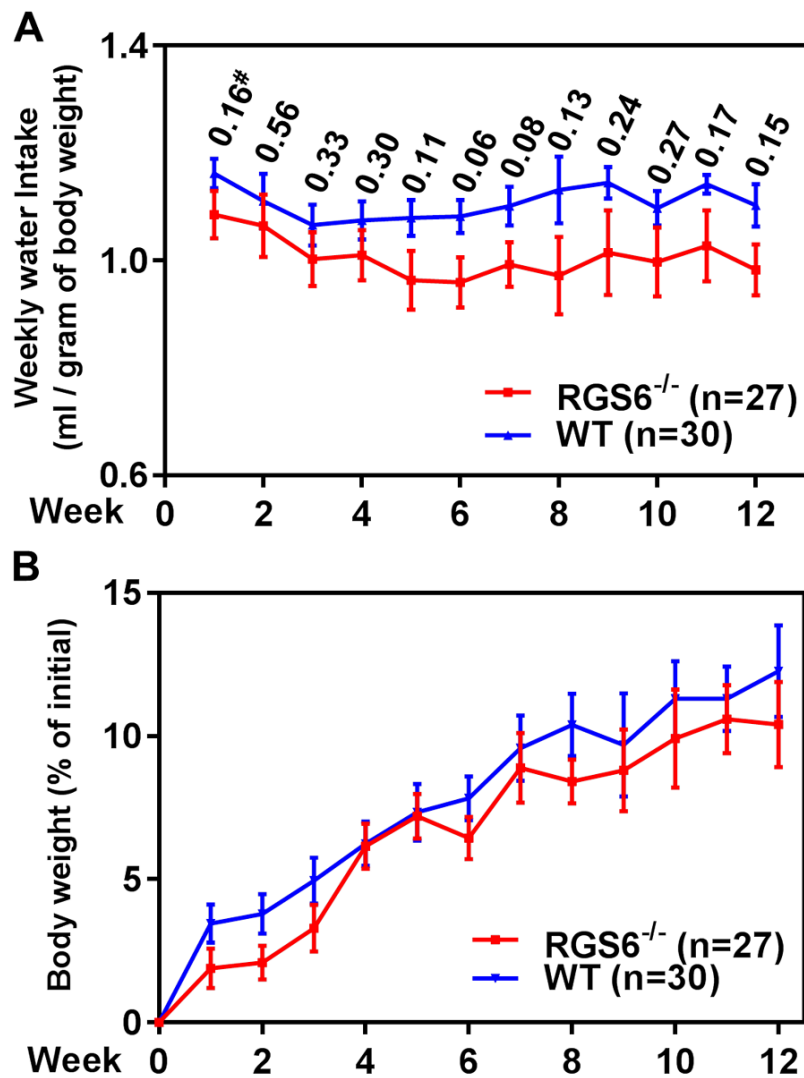 A
Weekly water Intake
(ml / gram of body weight)
1.4
1.0
0.6
0.16#
0.56
0.33
0.30
0.11
0.06
0.08
0.13
0.24
0.27
0.17
0.15
RGS6-/- (n=27)
WT (n=30)
Week
0 2 4 6 8 10 12
B
Body weight (% of initial)
15
10
5
0
RGS6-/- (n=27)
WT (n=30)
Week
0 2 4 6 8 10 12